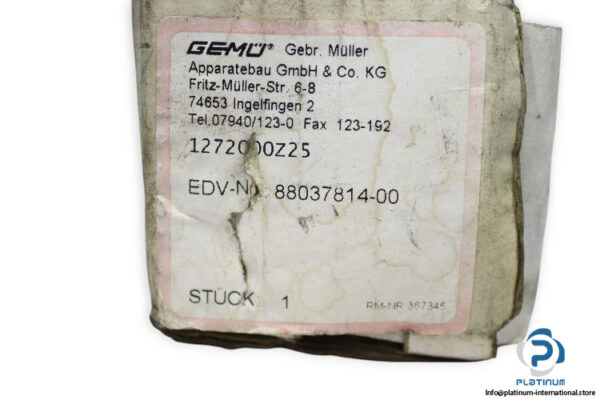 GEMÜ® Gebr. Müller
Apparatebau GmbH & Co. KG
Fritz-Müller-Str. 6-8
74653 Ingelfingen 2
Tel.07940/123-0 Fax 123-192
1272000Z25
EDV-Nr. 88037814-00
STÜCK: 1
RM-NR 367345
PLATINUM
Info@platinum-international.store